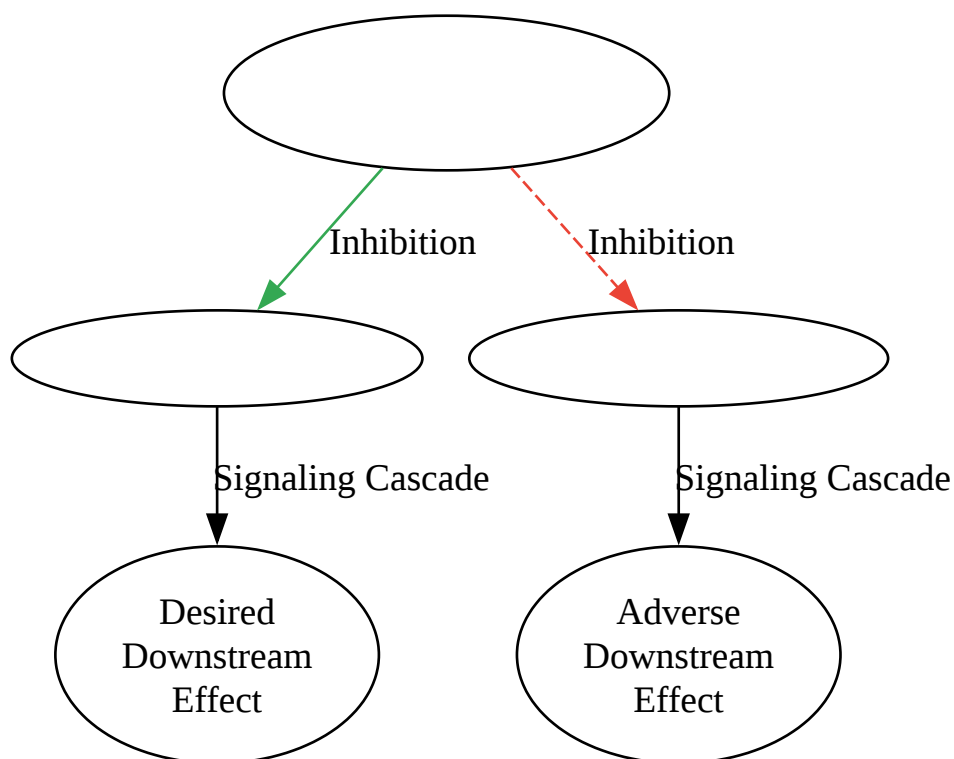 Inhibition
Inhibition
Signaling Cascade
Signaling Cascade
Desired
Downstream
Effect
Adverse
Downstream
Effect